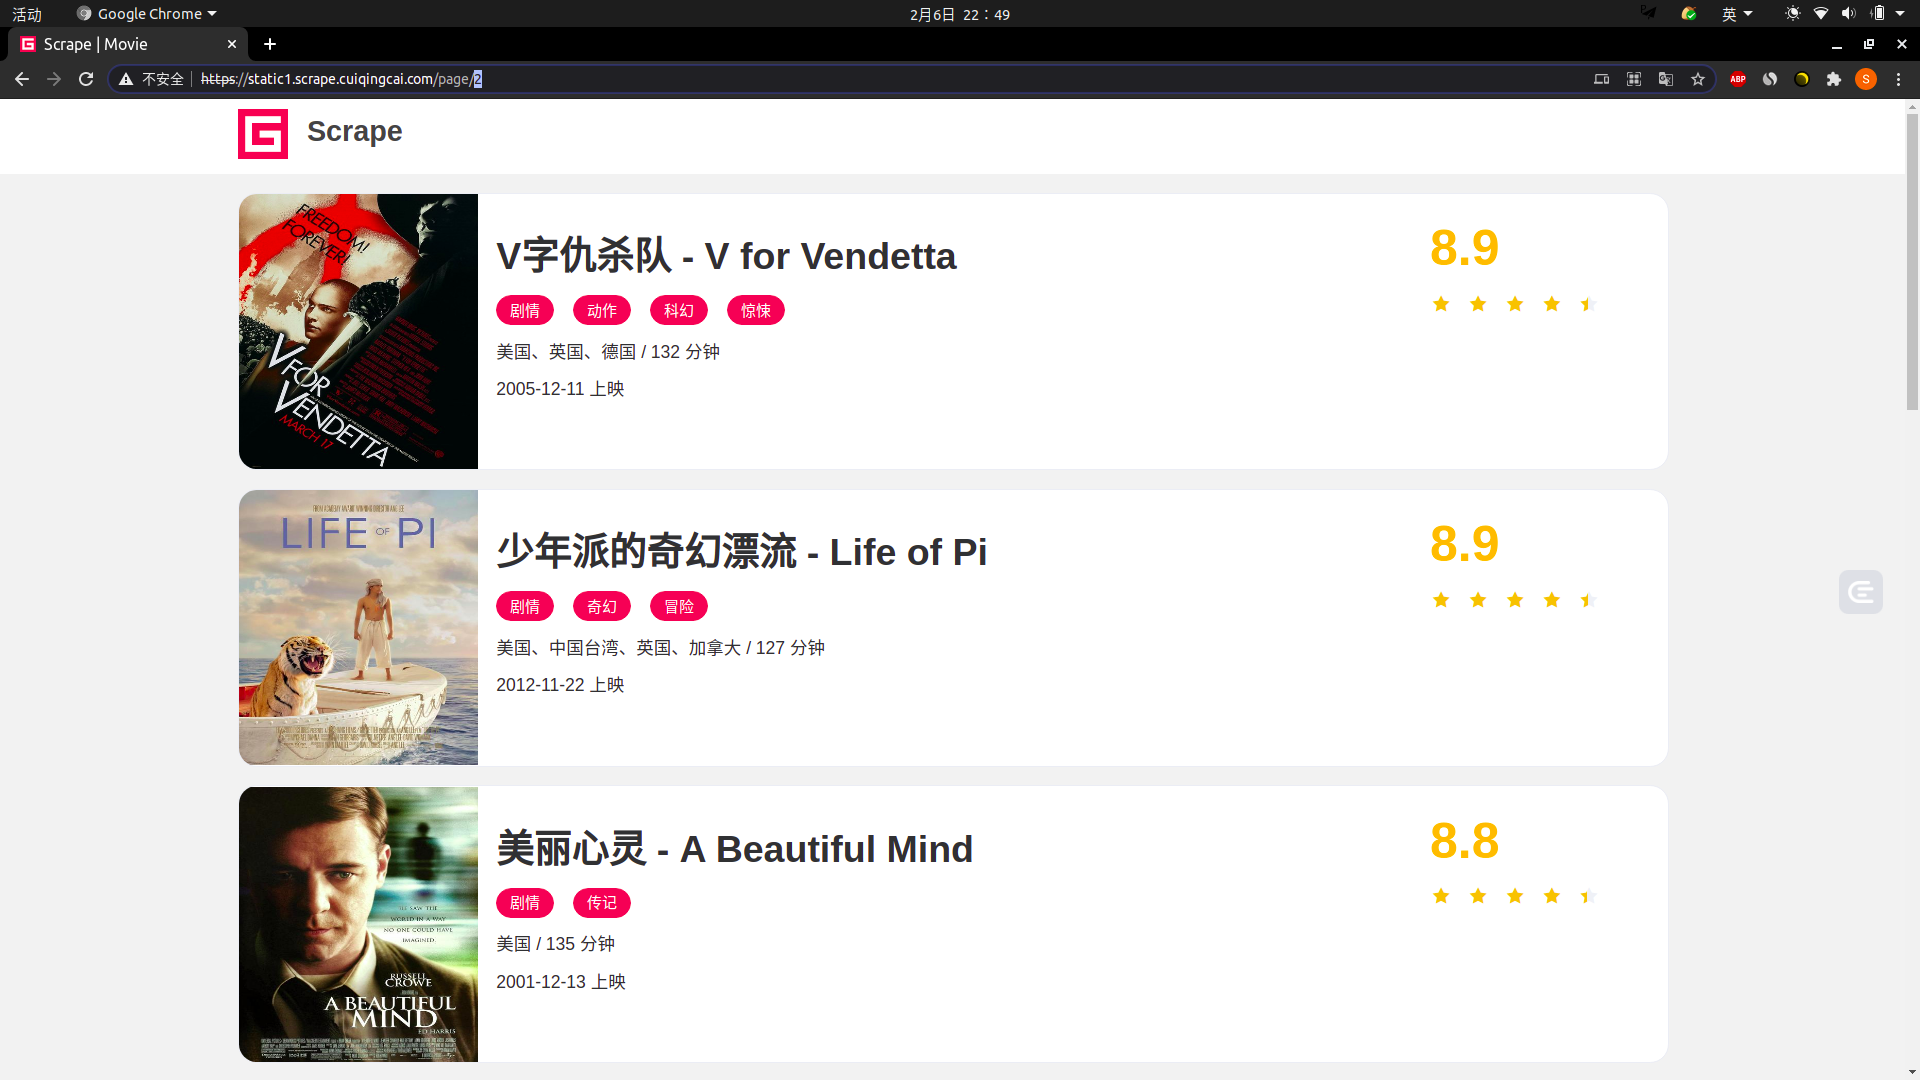 活动 Google Chrome 2月6日 22：49 英
Scrape | Movie
不安全 https://static1.scrape.cuiqingcai.com/page/2 ABP S
Scrape
FREEDOM!
FOREVER!
V FOR
VENDETTA
MARCH 17
V字仇杀队 - V for Vendetta
8.9
剧情 动作 科幻 惊悚
美国、英国、德国 / 132 分钟
2005-12-11 上映
LIFE OF PI
少年派的奇幻漂流 - Life of Pi
8.9
剧情 奇幻 冒险
美国、中国台湾、英国、加拿大 / 127 分钟
2012-11-22 上映
HE SAW THE
WORLD IN A WAY
NO ONE COULD HAVE
IMAGINED
RUSSELL
CROWE
A BEAUTIFUL
MIND
ED HARRIS
美丽心灵 - A Beautiful Mind
8.8
剧情 传记
美国 / 135 分钟
2001-12-13 上映